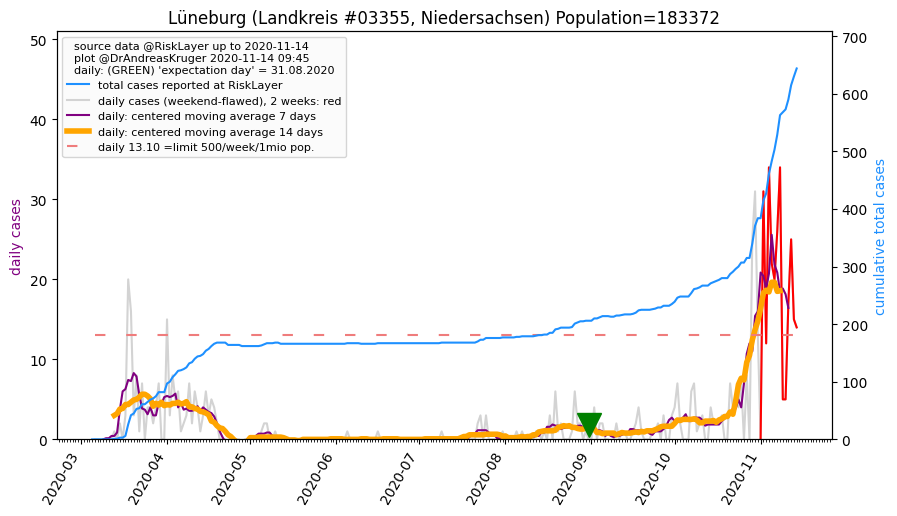 Lüneburg (Landkreis #03355, Niedersachsen) Population=183372
source data @RiskLayer up to 2020-11-14
plot @DrAndreasKruger 2020-11-14 09:45
daily: (GREEN) 'expectation day' = 31.08.2020
total cases reported at RiskLayer
daily cases (weekend-flawed), 2 weeks: red
daily: centered moving average 7 days
daily: centered moving average 14 days
daily 13.10 =limit 500/week/1mio pop.
daily cases
50
40
30
20
10
0
cumulative total cases
700
600
500
400
300
200
100
0
2020-03
2020-04
2020-05
2020-06
2020-07
2020-08
2020-09
2020-10
2020-11